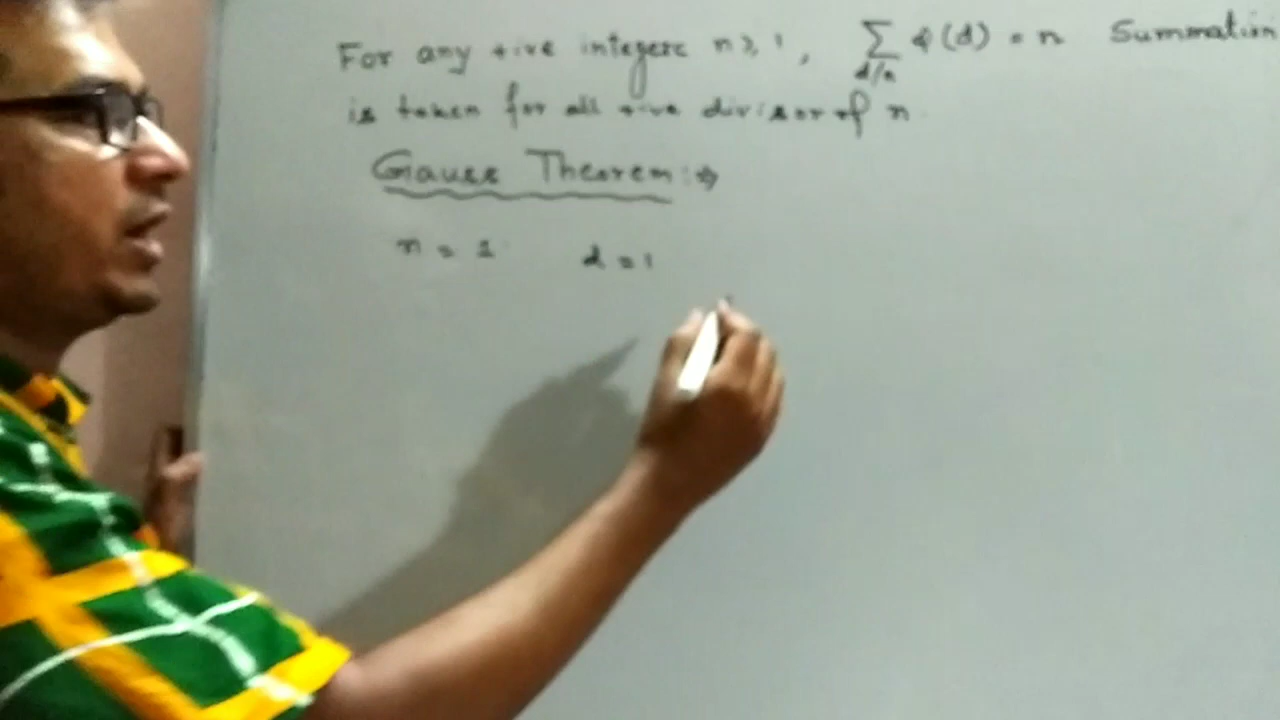 For any +ive integers n ≥ 1, ∑ φ(d) = n Summation
d/n
is taken for all +ive divisor of n.
Gauss Theorem :⇒
n = 1 d = 1